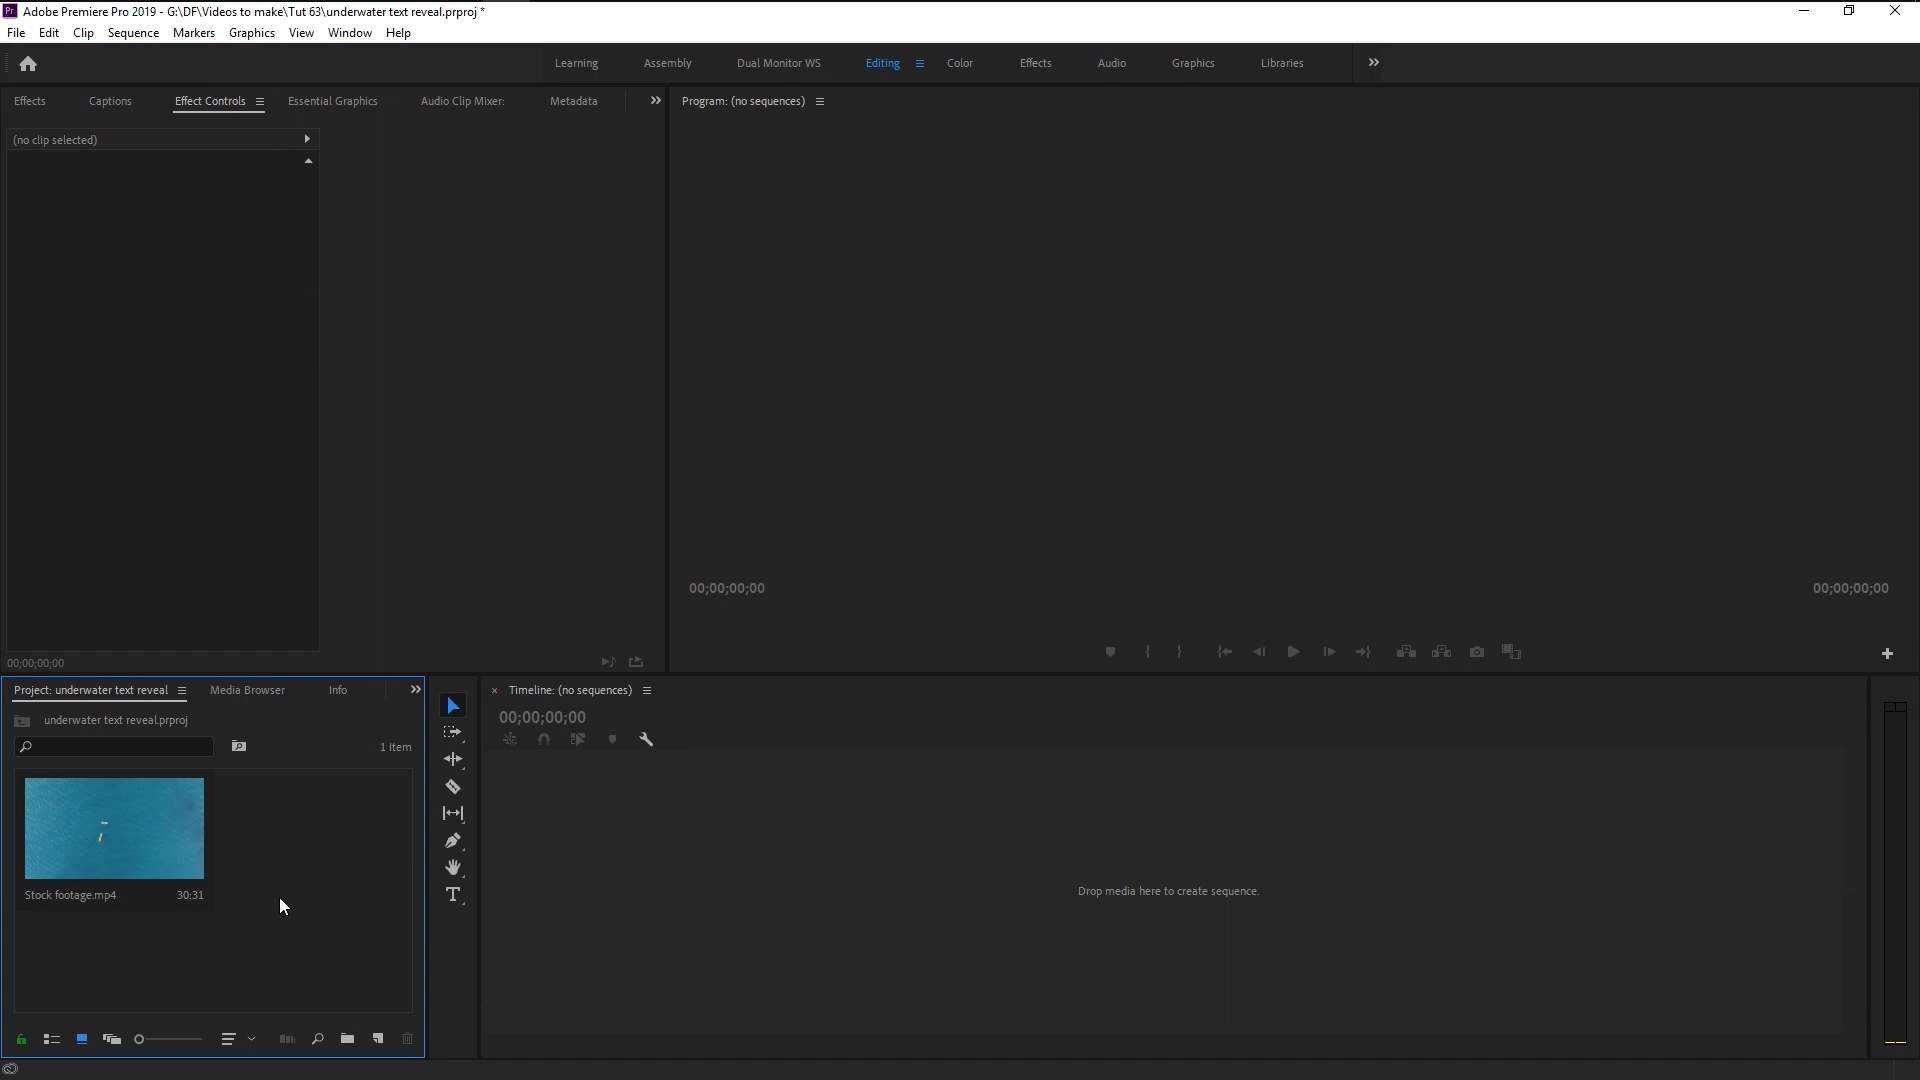 Pr Adobe Premiere Pro 2019 - G:\DF\Videos to make\Tut 63\underwater text reveal.prproj *
File Edit Clip Sequence Markers Graphics View Window Help
Learning Assembly Dual Monitor WS Editing Color Effects Audio Graphics Libraries
Effects Captions Effect Controls Essential Graphics Audio Clip Mixer: Metadata
Program: (no sequences)
(no clip selected)
00;00;00;00 00;00;00;00
00;00;00;00
Project: underwater text reveal Media Browser Info
Timeline: (no sequences)
00;00;00;00
underwater text reveal.prproj
1 Item
Stock footage.mp4 30:31
Drop media here to create sequence.